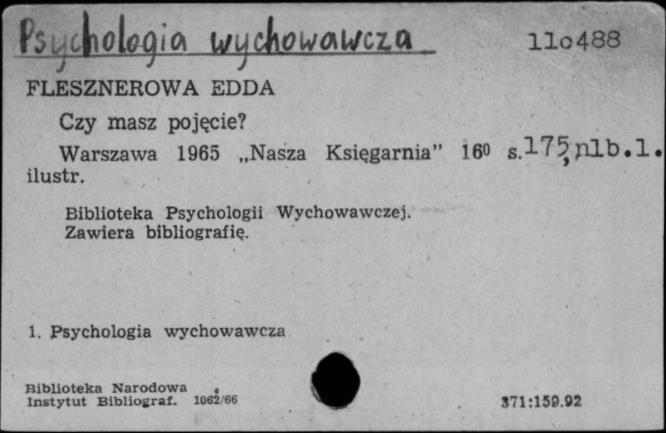 Psychologia wychowawcza 110488
FLESZNEROWA EDDA
Czy masz pojęcie?
Warszawa 1965 „Nasza Księgarnia” 16⁰ s.175,nlb.1.
ilustr.
Biblioteka Psychologii Wychowawczej.
Zawiera bibliografię.
1. Psychologia wychowawcza
Biblioteka Narodowa
Instytut Bibliograf. 1062/66 371:159.92